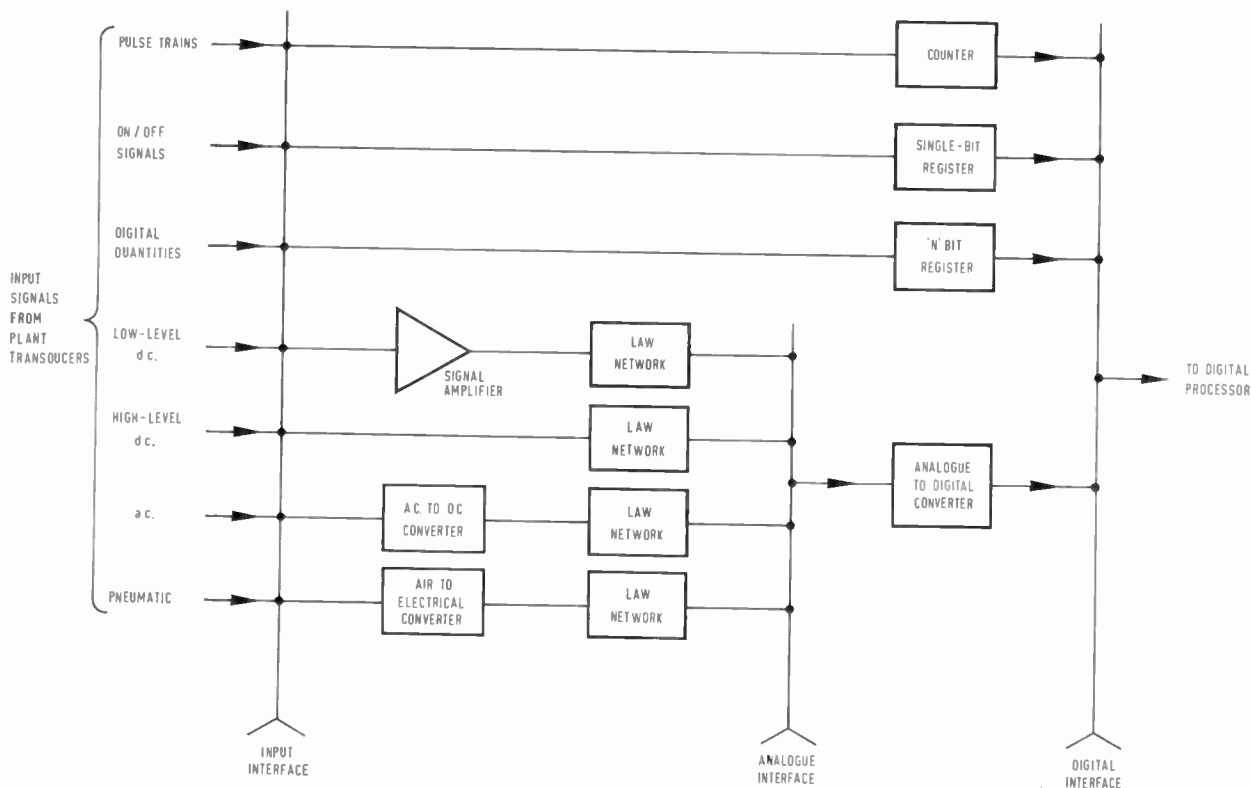 PULSE TRAINS
COUNTER
ON / OFF
SIGNALS
SINGLE-BIT
REGISTER
DIGITAL
QUANTITIES
'N' BIT
REGISTER
INPUT
SIGNALS
FROM
PLANT
TRANSDUCERS
LOW-LEVEL
d c.
SIGNAL
AMPLIFIER
LAW
NETWORK
TO DIGITAL
PROCESSOR
HIGH-LEVEL
d c.
LAW
NETWORK
ANALOGUE
TO DIGITAL
CONVERTER
a c.
A.C. TO DC
CONVERTER
LAW
NETWORK
PNEUMATIC
AIR TO
ELECTRICAL
CONVERTER
LAW
NETWORK
INPUT
INTERFACE
ANALOGUE
INTERFACE
DIGITAL
INTERFACE